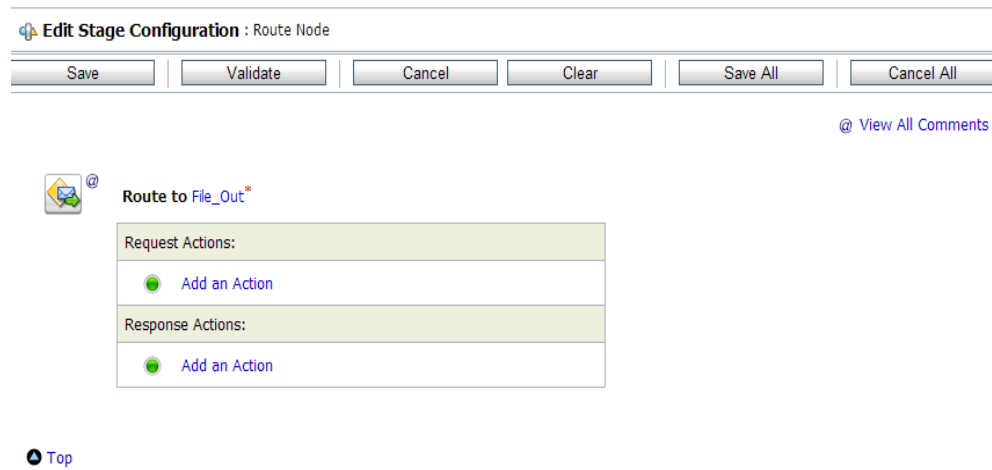 Edit Stage Configuration : Route Node
Save Validate Cancel Clear Save All Cancel All
@ View All Comments
@
Route to File_Out*
Request Actions:
Add an Action
Response Actions:
Add an Action
Top